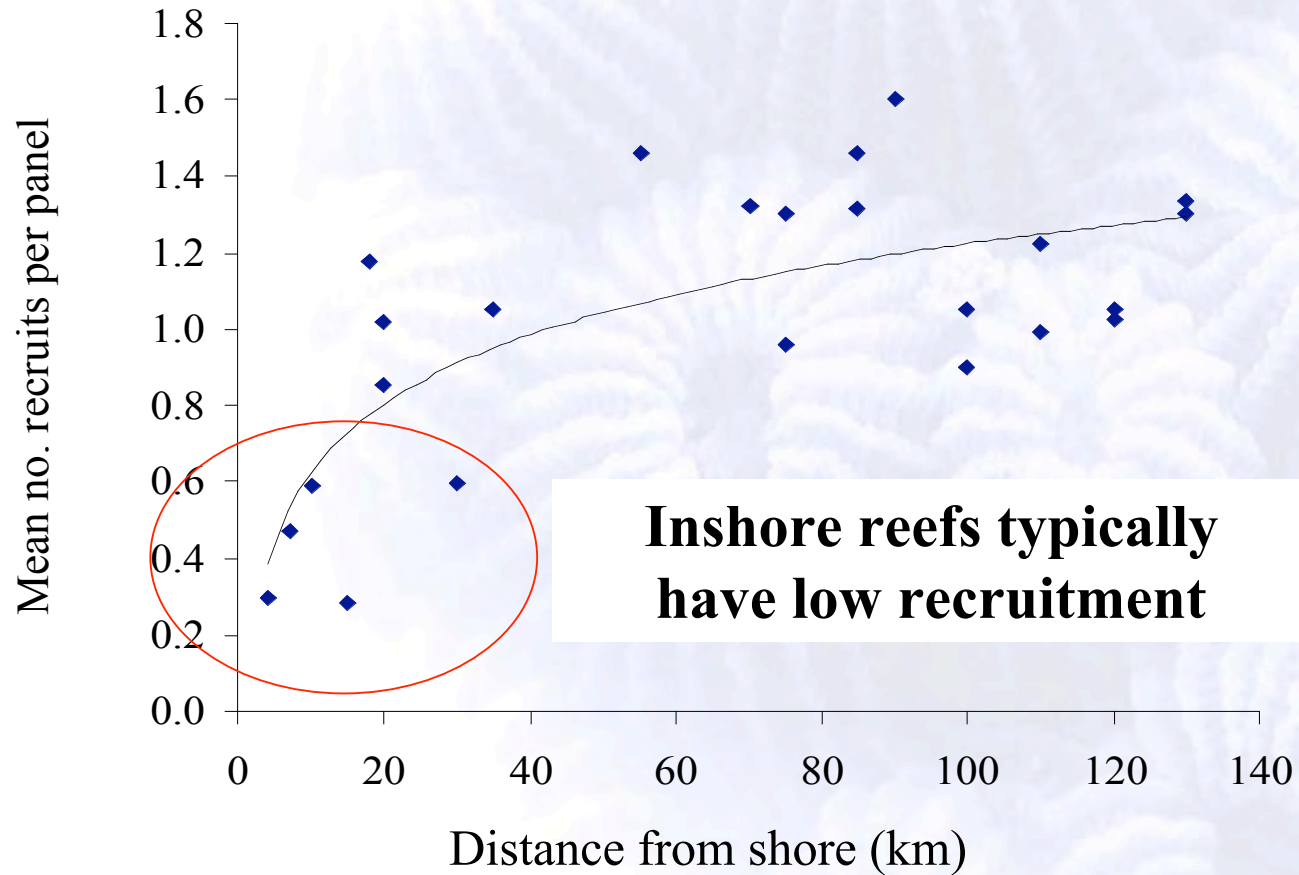 1.8
1.6
1.4
1.2
1.0
0.8
0.6
0.4
0.2
0.0
Mean no. recruits per panel
Inshore reefs typically
have low recruitment
0 20 40 60 80 100 120 140
Distance from shore (km)